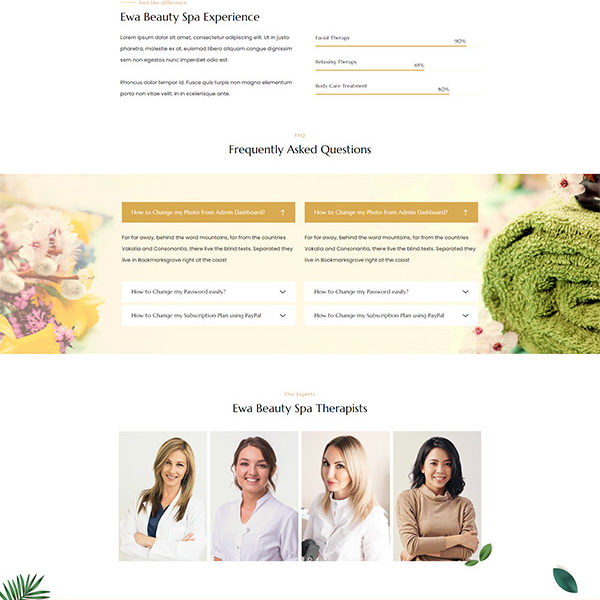 Feel the difference
Ewa Beauty Spa Experience
Lorem ipsum dolor sit amet, consectetur adipiscing elit. Ut in justo
pharetra, molestie ex at, euismod libero aliquam congue dignissim
sem non egestas nunc imperdiet odio est.
Rhoncus dolor tempor id. Fusce quis turpis non magna elementum
porta non vitae velit. In in scelerisque ante.
Facial Therapy
90%
Relaxing Therapy
65%
Body Care Treatment
80%
FAQ
Frequently Asked Questions
How to Change my Photo from Admin Dashboard?
Far far away, behind the word mountains, far from the countries
Vokalia and Consonantia, there live the blind texts. Separated they
live in Bookmarksgrove right at the coast
How to Change my Password easily?
How to Change my Subscription Plan using PayPal
How to Change my Photo from Admin Dashboard?
Far far away, behind the word mountains, far from the countries
Vokalia and Consonantia, there live the blind texts. Separated they
live in Bookmarksgrove right at the coast
How to Change my Password easily?
How to Change my Subscription Plan using PayPal
Our Experts
Ewa Beauty Spa Therapists